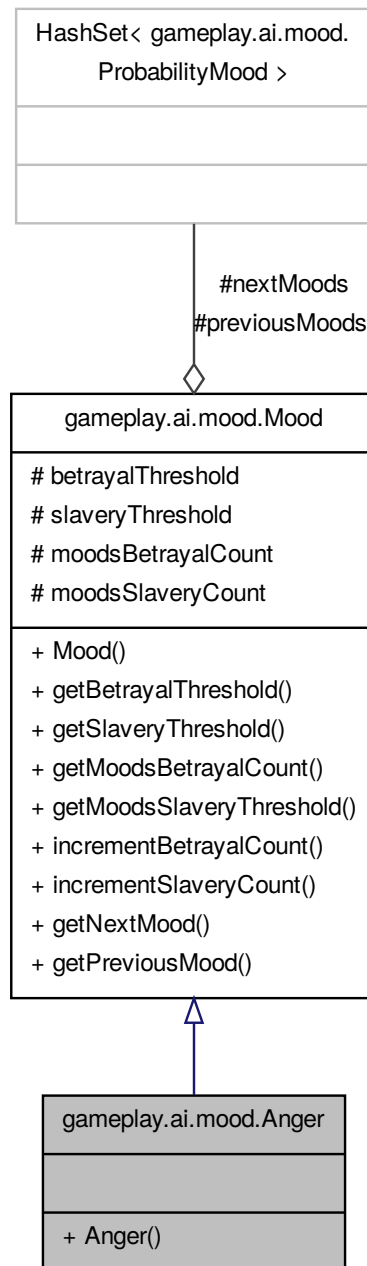 HashSet< gameplay.ai.mood.
ProbabilityMood >
#nextMoods
#previousMoods
gameplay.ai.mood.Mood
# betrayalThreshold
# slaveryThreshold
# moodsBetrayalCount
# moodsSlaveryCount
+ Mood()
+ getBetrayalThreshold()
+ getSlaveryThreshold()
+ getMoodsBetrayalCount()
+ getMoodsSlaveryThreshold()
+ incrementBetrayalCount()
+ incrementSlaveryCount()
+ getNextMood()
+ getPreviousMood()
gameplay.ai.mood.Anger
+ Anger()